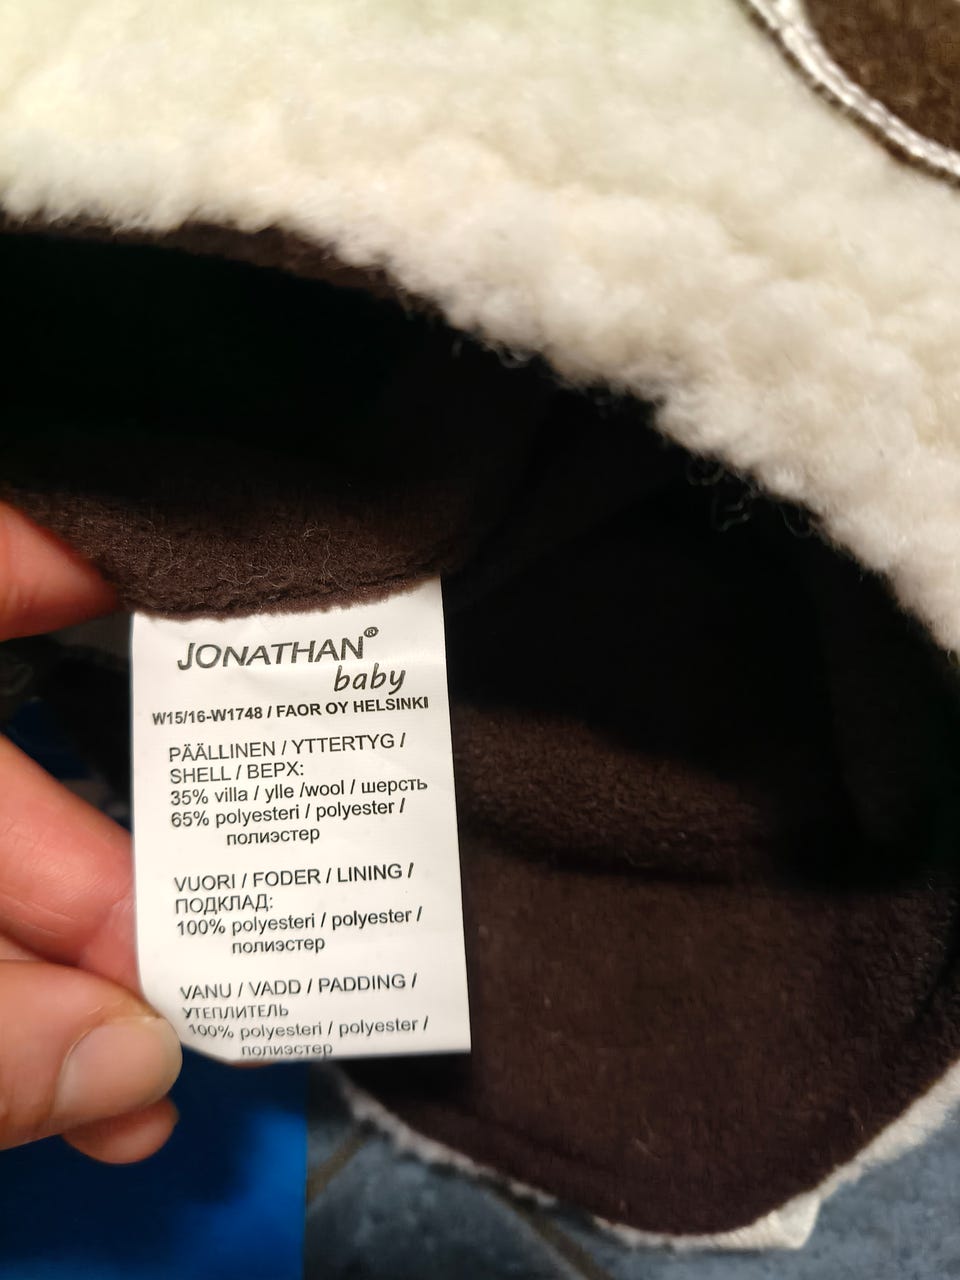 JONATHAN®
baby
W15/16-W1748 / FAOR OY HELSINKI
PÄÄLLINEN / YTTERTYG /
SHELL / ВЕРХ:
35% villa / ylle /wool / шерсть
65% polyesteri / polyester /
полиэстер
VUORI / FODER / LINING /
ПОДКЛАД:
100% polyesteri / polyester /
полиэстер
VANU / VADD / PADDING /
УТЕПЛИТЕЛЬ
100% polyesteri / polyester /
полиэстер